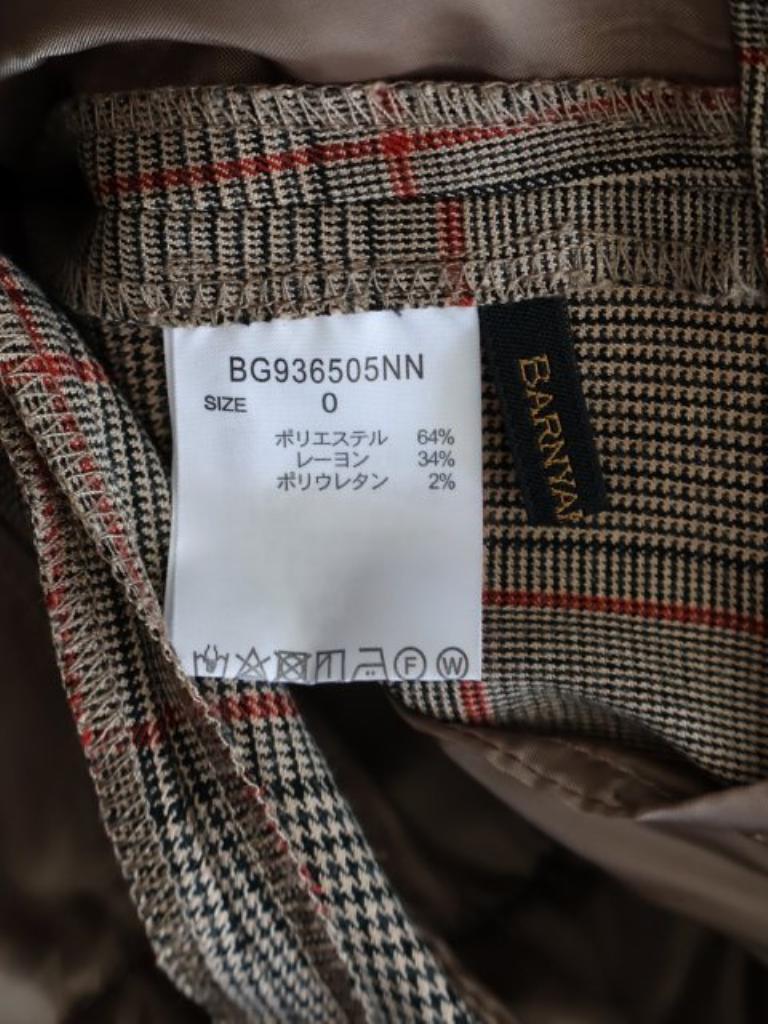 BG936505NN
SIZE 0
ポリエステル 64%
レーヨン 34%
ポリウレタン 2%
F W